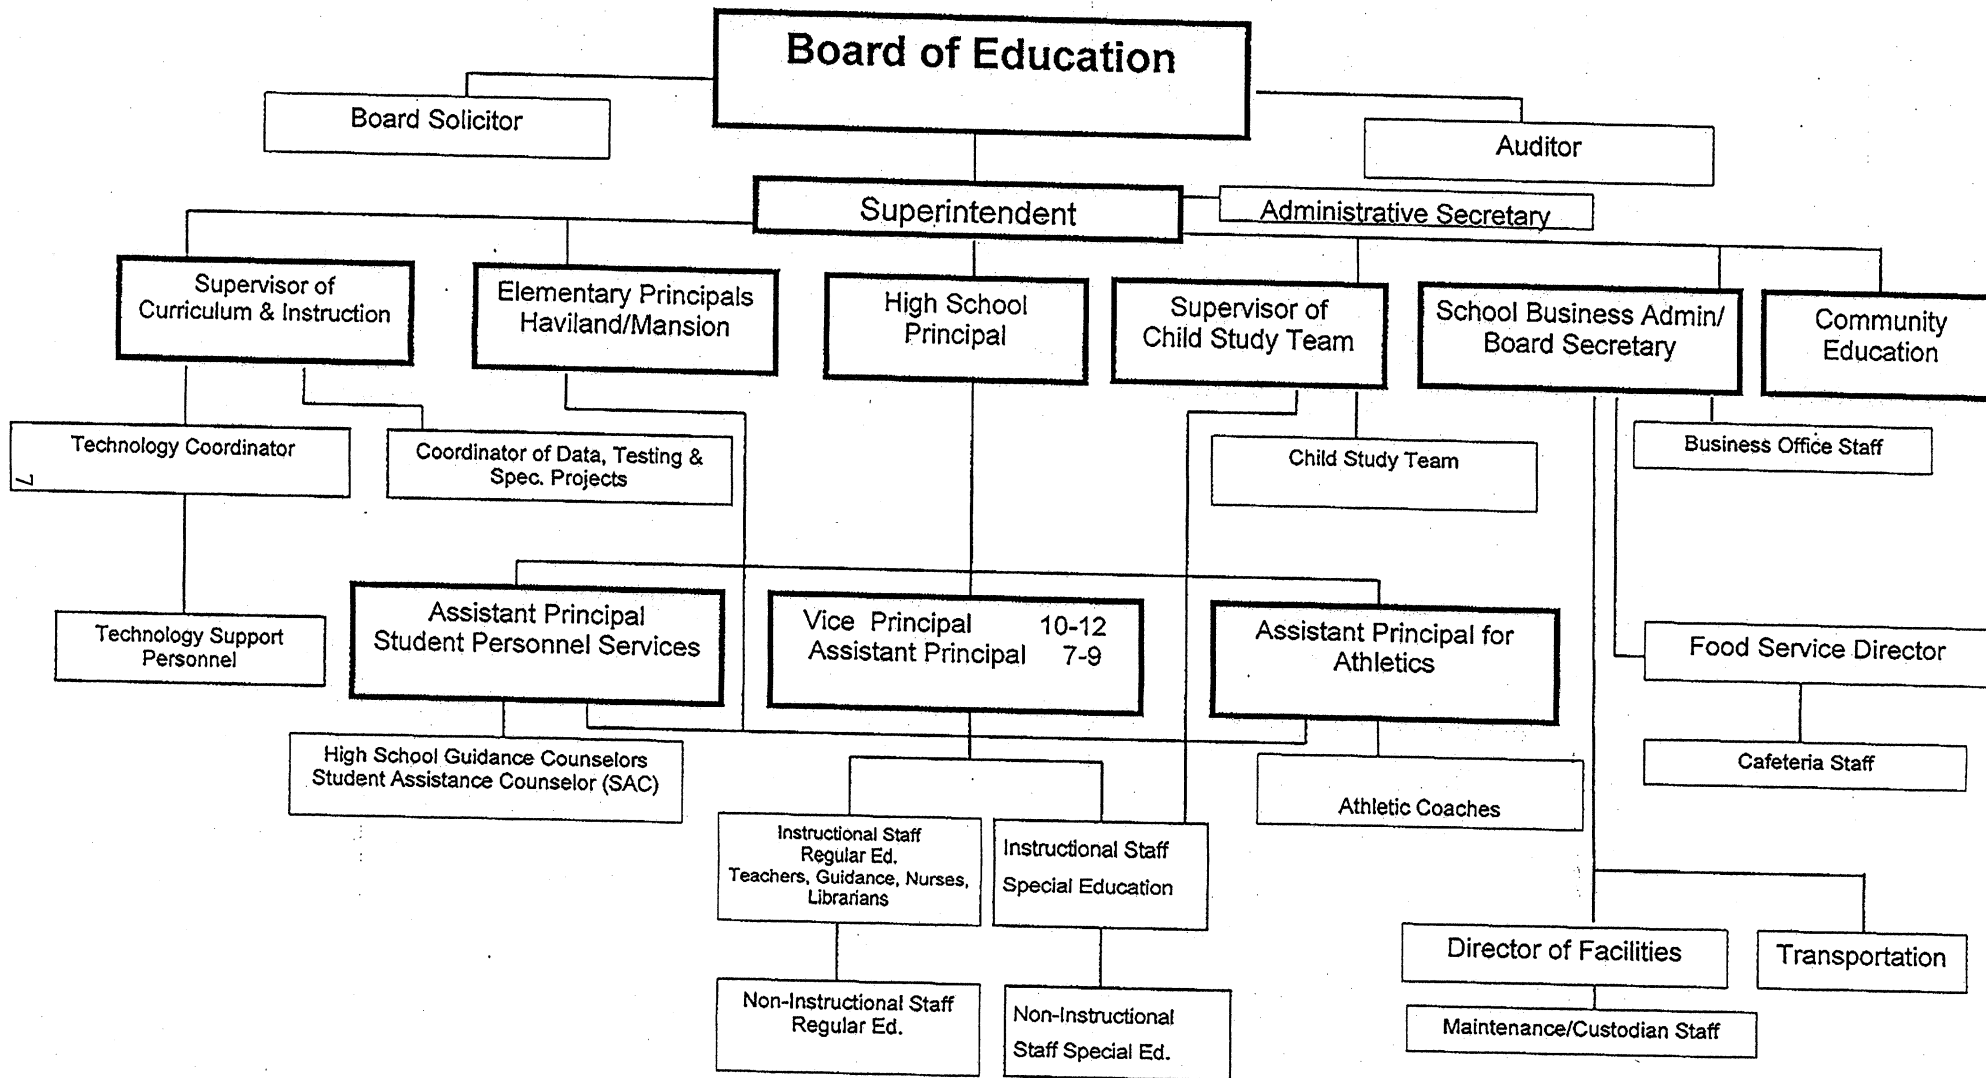 Board of Education
Board Solicitor
Auditor
Superintendent
Administrative Secretary
Supervisor of
Curriculum & Instruction
Elementary Principals
Haviland/Mansion
High School
Principal
Supervisor of
Child Study Team
School Business Admin/
Board Secretary
Community
Education
Technology Coordinator
7
Coordinator of Data, Testing &
Spec. Projects
Child Study Team
Business Office Staff
Technology Support
Personnel
Assistant Principal
Student Personnel Services
Vice Principal 10-12
Assistant Principal 7-9
Assistant Principal for
Athletics
Food Service Director
High School Guidance Counselors
Student Assistance Counselor (SAC)
Athletic Coaches
Cafeteria Staff
Instructional Staff
Regular Ed.
Teachers, Guidance, Nurses,
Librarians
Instructional Staff
Special Education
Director of Facilities
Transportation
Non-Instructional Staff
Regular Ed.
Non-Instructional
Staff Special Ed.
Maintenance/Custodian Staff